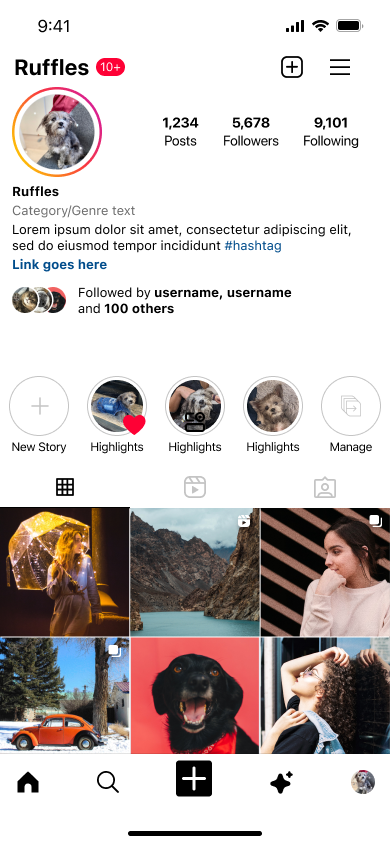 9:41
Ruffles 10+
1,234 5,678 9,101
Posts Followers Following
Ruffles
Category/Genre text
Lorem ipsum dolor sit amet, consectetur adipiscing elit,
sed do eiusmod tempor incididunt #hashtag
Link goes here
Followed by username, username
and 100 others
New Story Highlights Highlights Highlights Manage